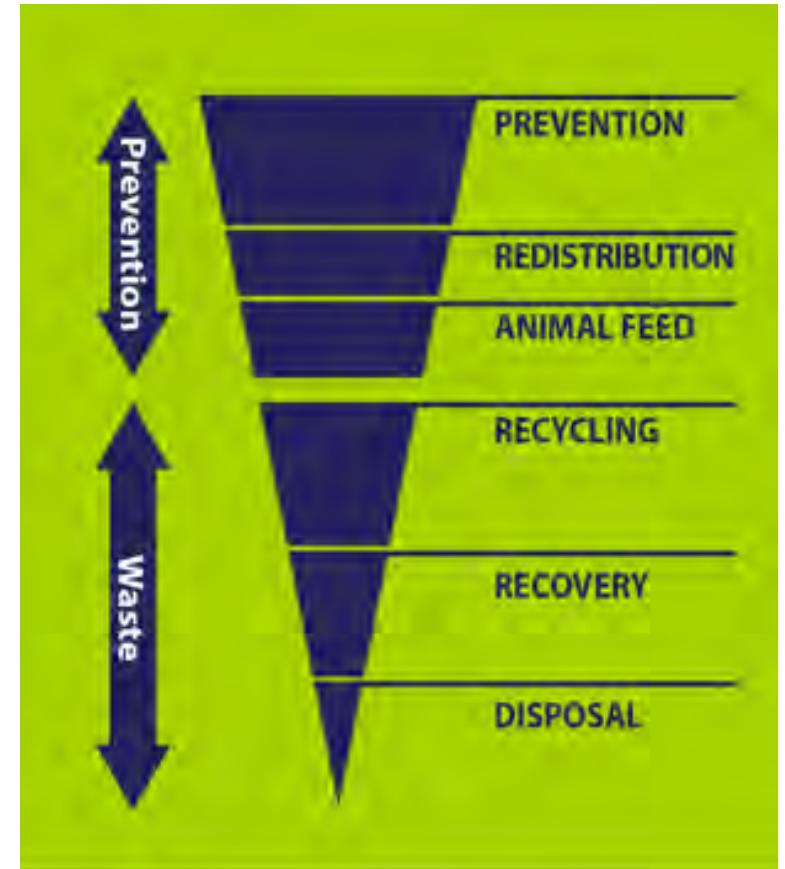 Prevention
PREVENTION
REDISTRIBUTION
ANIMAL FEED
Waste
RECYCLING
RECOVERY
DISPOSAL